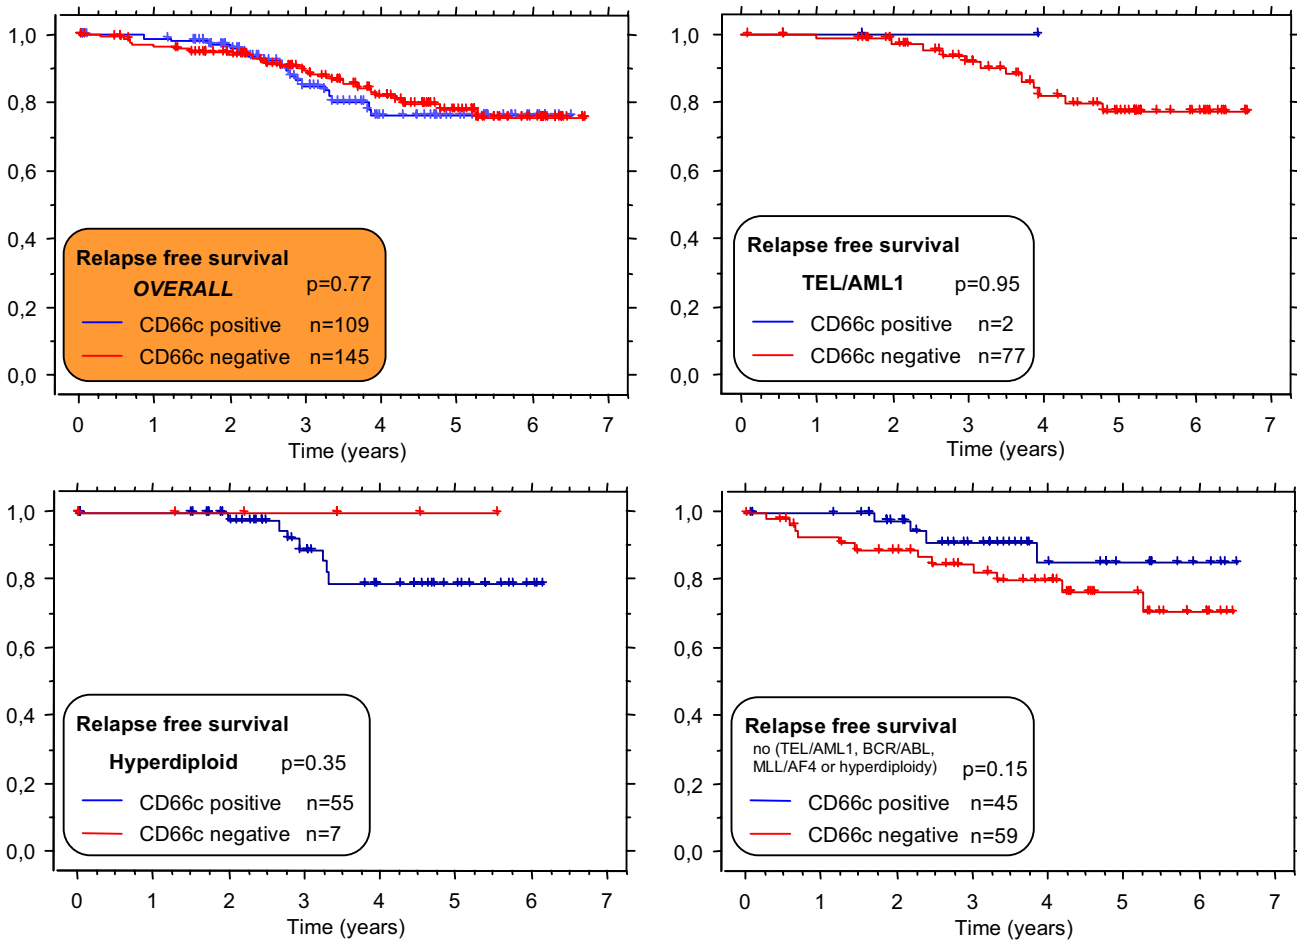 1,0
0,8
0,6
0,4
0,2
0,0
Relapse free survival
OVERALL p=0.77
CD66c positive n=109
CD66c negative n=145
0 1 2 3 4 5 6 7
Time (years)
1,0
0,8
0,6
0,4
0,2
0,0
Relapse free survival
TEL/AML1 p=0.95
CD66c positive n=2
CD66c negative n=77
0 1 2 3 4 5 6 7
Time (years)
1,0
0,8
0,6
0,4
0,2
0,0
Relapse free survival
Hyperdiploid p=0.35
CD66c positive n=55
CD66c negative n=7
0 1 2 3 4 5 6 7
Time (years)
1,0
0,8
0,6
0,4
0,2
0,0
Relapse free survival
no (TEL/AML1, BCR/ABL,
MLL/AF4 or hyperdiploidy) p=0.15
CD66c positive n=45
CD66c negative n=59
0 1 2 3 4 5 6 7
Time (years)